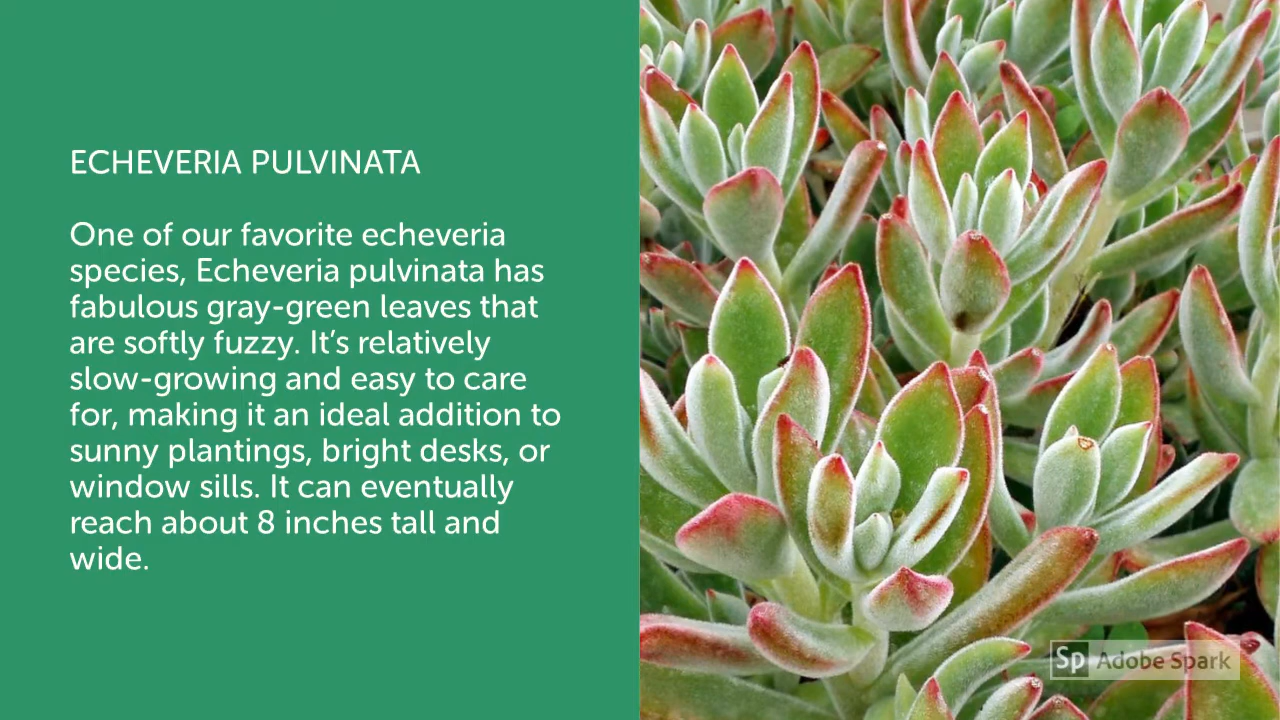 ECHEVERIA PULVINATA
One of our favorite echeveria
species, Echeveria pulvinata has
fabulous gray-green leaves that
are softly fuzzy. It’s relatively
slow-growing and easy to care
for, making it an ideal addition to
sunny plantings, bright desks, or
window sills. It can eventually
reach about 8 inches tall and
wide.
Sp Adobe Spark